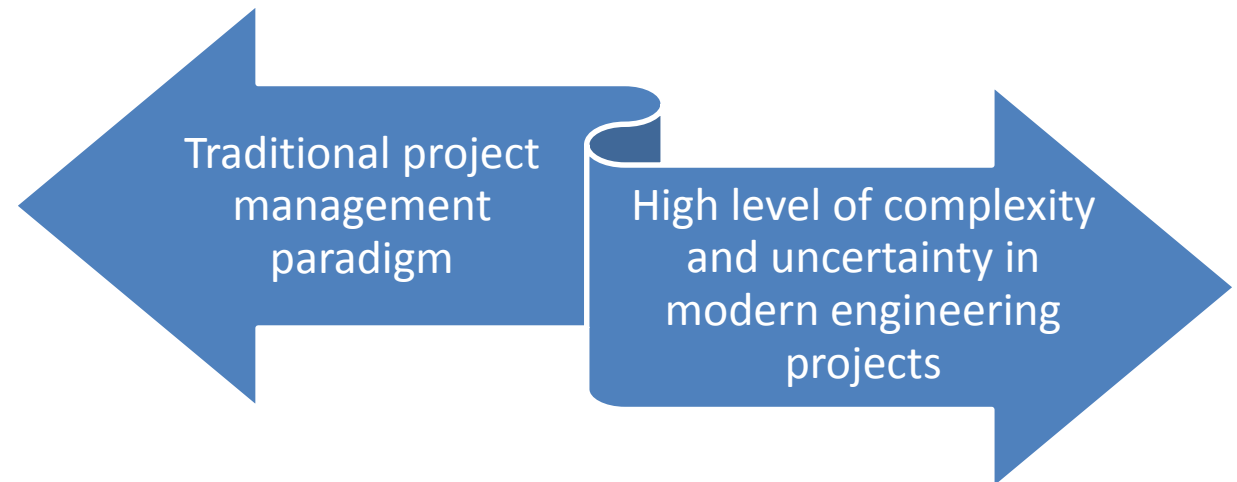 Traditional project
management
paradigm
High level of complexity
and uncertainty in
modern engineering
projects